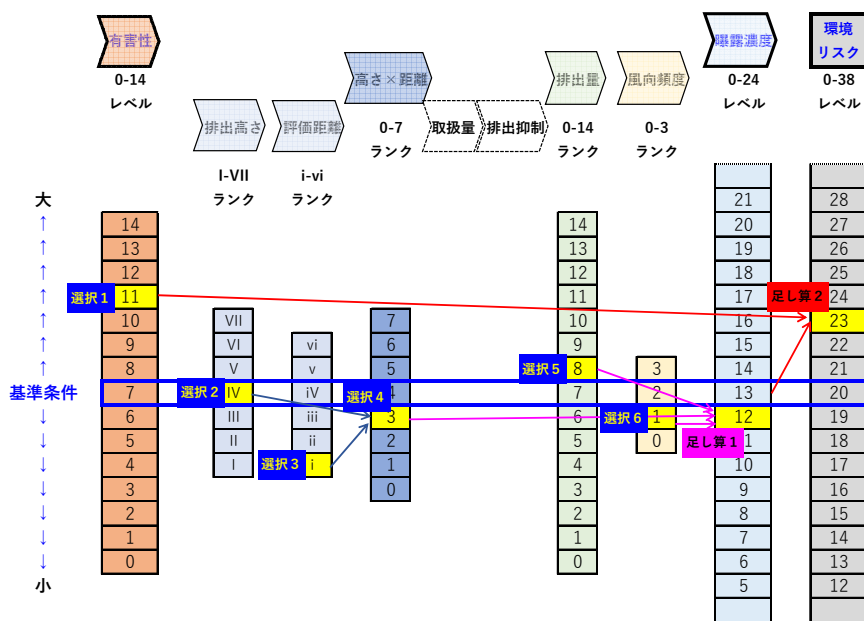 有害性
0-14
レベル
排出高さ
I-VII
ランク
評価距離
i-vi
ランク
高さ×距離
0-7
ランク
取扱量
排出抑制
排出量
0-14
ランク
風向頻度
0-3
ランク
曝露濃度
0-24
レベル
環境
リスク
0-38
レベル
大
↑
↑
↑
↑
↑
↑
↑
基準条件
↓
↓
↓
↓
↓
↓
↓
小
14
13
12
選択1
11
10
9
8
7
6
5
4
3
2
1
0
VII
VI
V
選択2
IV
III
II
I
vi
v
iV
iii
ii
選択3
i
7
6
5
選択4
4
3
2
1
0
14
13
12
11
10
9
選択5
8
7
6
5
4
3
2
1
0
3
2
選択6
1
0
21
20
19
18
17
16
15
14
13
12
足し算1
1
10
9
8
7
6
5
28
27
26
25
足し算2
24
23
22
21
20
19
18
17
16
15
14
13
12